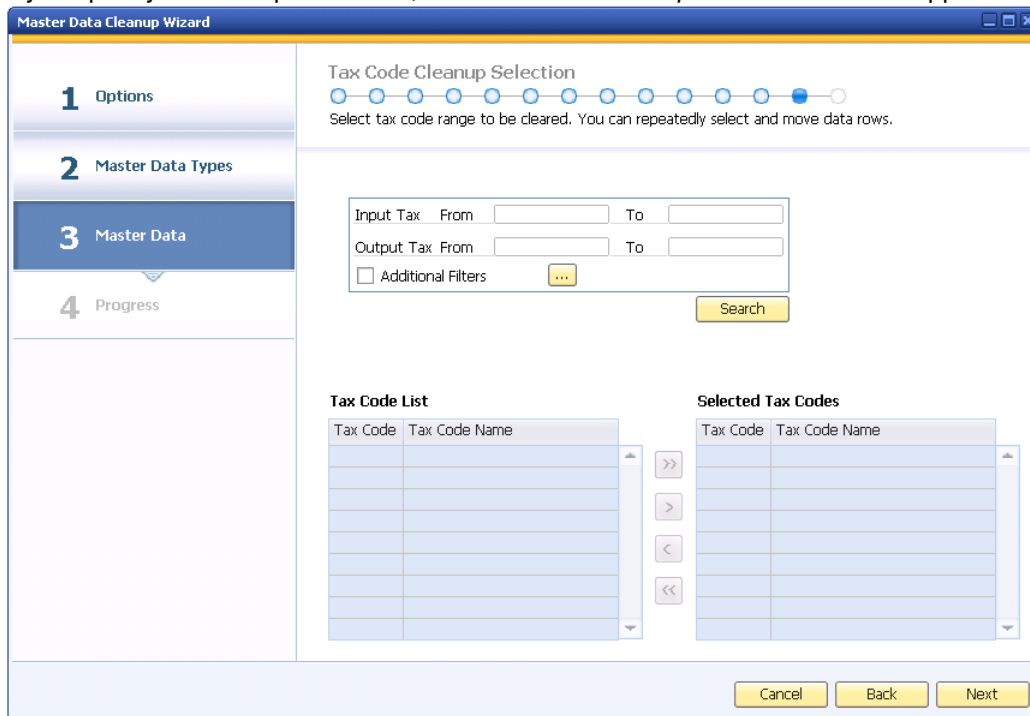 Master Data Cleanup Wizard
1 Options
2 Master Data Types
3 Master Data
4 Progress
Tax Code Cleanup Selection
Select tax code range to be cleared. You can repeatedly select and move data rows.
Input Tax From To
Output Tax From To
Additional Filters ...
Search
Tax Code List
Tax Code Tax Code Name
>>
>
<
<<
Selected Tax Codes
Tax Code Tax Code Name
Cancel Back Next